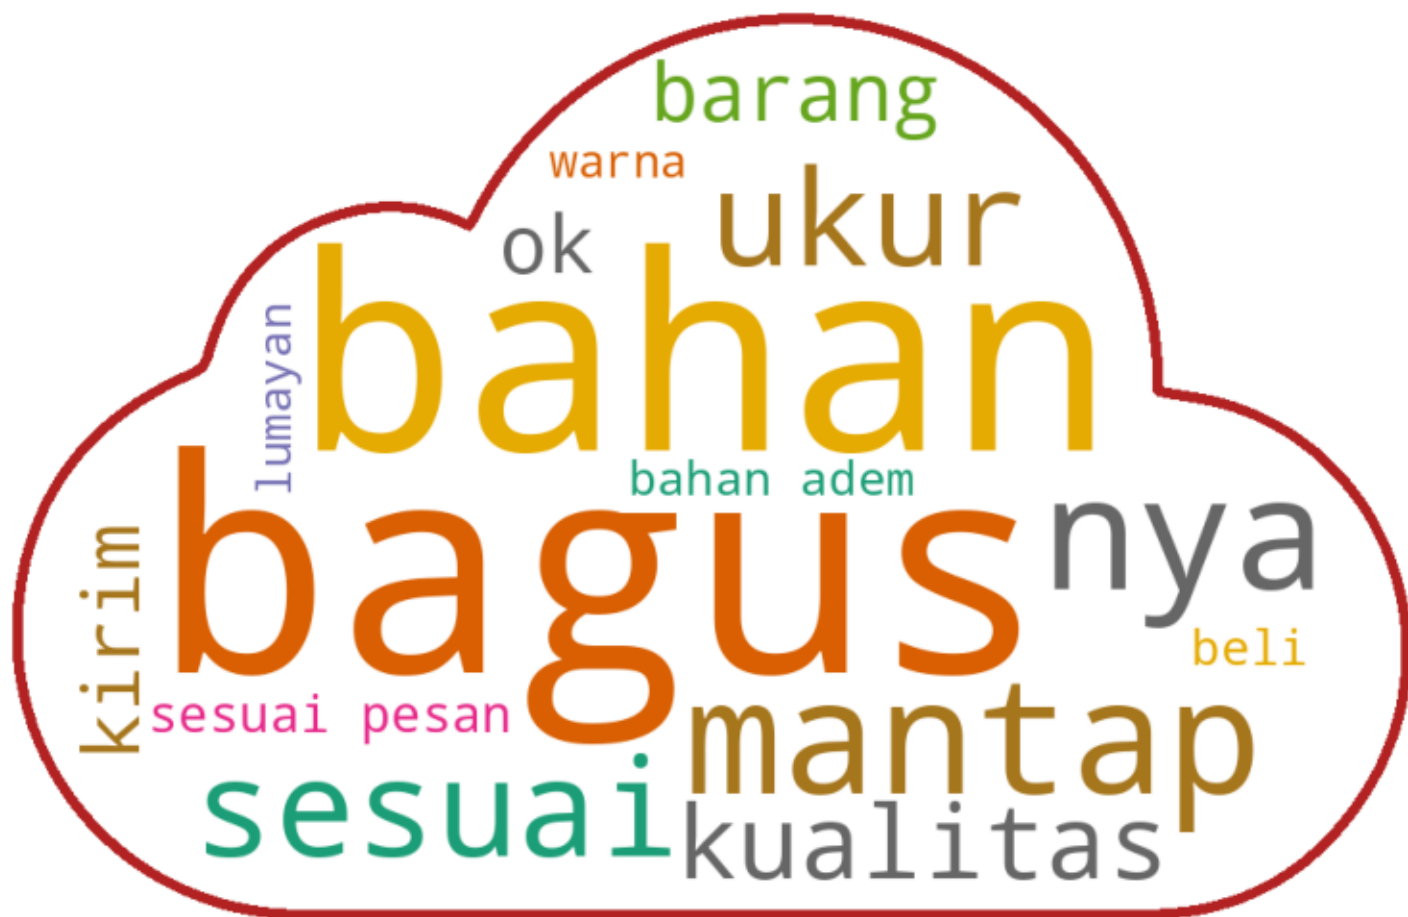 barang
warna
ukur
ok
bahan
lumayan
bahan adem
bagus
nya
kirim
beli
sesuai pesan
mantap
sesuai
kualitas